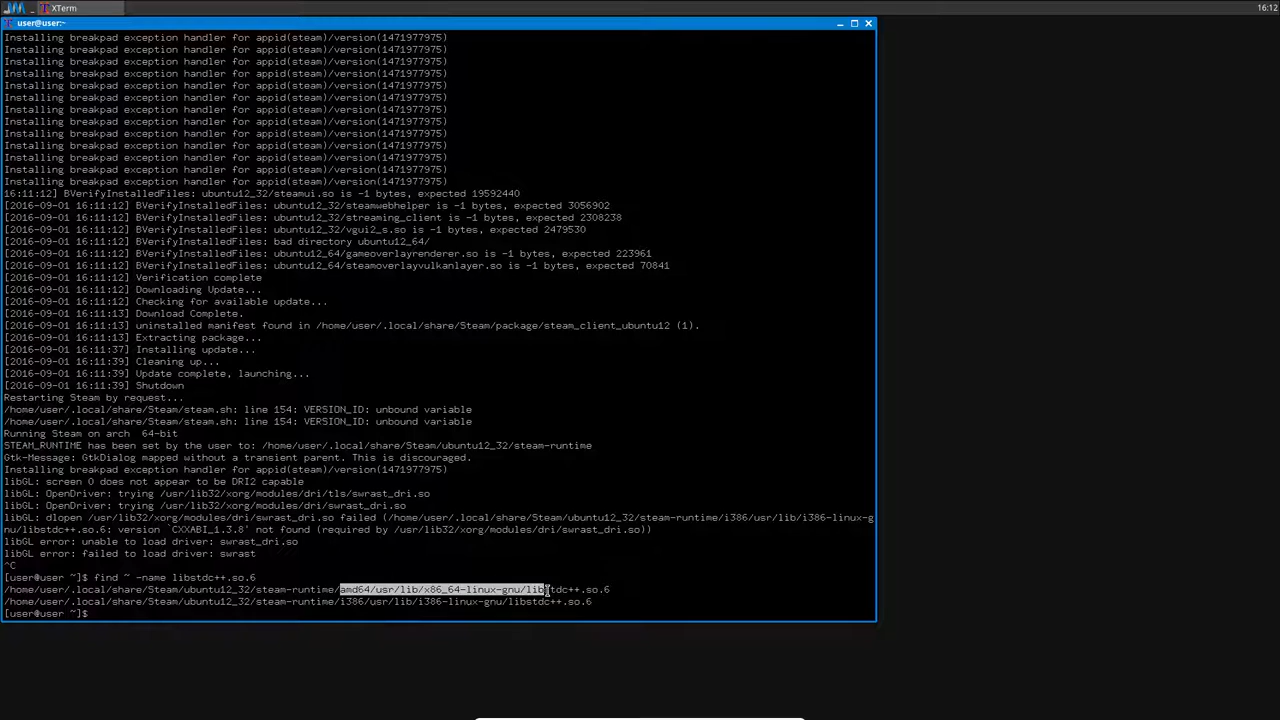 XTerm
16:12
user@user:~
Installing breakpad exception handler for appid(steam)/version(1471977975)
Installing breakpad exception handler for appid(steam)/version(1471977975)
Installing breakpad exception handler for appid(steam)/version(1471977975)
Installing breakpad exception handler for appid(steam)/version(1471977975)
Installing breakpad exception handler for appid(steam)/version(1471977975)
Installing breakpad exception handler for appid(steam)/version(1471977975)
Installing breakpad exception handler for appid(steam)/version(1471977975)
Installing breakpad exception handler for appid(steam)/version(1471977975)
Installing breakpad exception handler for appid(steam)/version(1471977975)
Installing breakpad exception handler for appid(steam)/version(1471977975)
Installing breakpad exception handler for appid(steam)/version(1471977975)
Installing breakpad exception handler for appid(steam)/version(1471977975)
Installing breakpad exception handler for appid(steam)/version(1471977975)
16:11:12] BVerifyInstalledFiles: ubuntu12_32/steamui.so is -1 bytes, expected 19592440
[2016-09-01 16:11:12] BVerifyInstalledFiles: ubuntu12_32/steamwebhelper is -1 bytes, expected 3056902
[2016-09-01 16:11:12] BVerifyInstalledFiles: ubuntu12_32/streaming_client is -1 bytes, expected 2308238
[2016-09-01 16:11:12] BVerifyInstalledFiles: ubuntu12_32/vgui2_s.so is -1 bytes, expected 2479530
[2016-09-01 16:11:12] BVerifyInstalledFiles: bad directory ubuntu12_64/
[2016-09-01 16:11:12] BVerifyInstalledFiles: ubuntu12_64/gameoverlayrenderer.so is -1 bytes, expected 223961
[2016-09-01 16:11:12] BVerifyInstalledFiles: ubuntu12_64/steamoverlayvulkanlayer.so is -1 bytes, expected 70841
[2016-09-01 16:11:12] Verification complete
[2016-09-01 16:11:12] Downloading Update...
[2016-09-01 16:11:12] Checking for available update...
[2016-09-01 16:11:13] Download Complete.
[2016-09-01 16:11:13] uninstalled manifest found in /home/user/.local/share/Steam/package/steam_client_ubuntu12 (1).
[2016-09-01 16:11:13] Extracting package...
[2016-09-01 16:11:37] Installing update...
[2016-09-01 16:11:39] Cleaning up...
[2016-09-01 16:11:39] Update complete, launching...
[2016-09-01 16:11:39] Shutdown
Restarting Steam by request...
/home/user/.local/share/Steam/steam.sh: line 154: VERSION_ID: unbound variable
/home/user/.local/share/Steam/steam.sh: line 154: VERSION_ID: unbound variable
Running Steam on arch  64-bit
STEAM_RUNTIME has been set by the user to: /home/user/.local/share/Steam/ubuntu12_32/steam-runtime
Gtk-Message: GtkDialog mapped without a transient parent. This is discouraged.
Installing breakpad exception handler for appid(steam)/version(1471977975)
libGL: screen 0 does not appear to be DRI2 capable
libGL: OpenDriver: trying /usr/lib32/xorg/modules/dri/tls/swrast_dri.so
libGL: OpenDriver: trying /usr/lib32/xorg/modules/dri/swrast_dri.so
libGL: dlopen /usr/lib32/xorg/modules/dri/swrast_dri.so failed (/home/user/.local/share/Steam/ubuntu12_32/steam-runtime/i386/usr/lib/i386-linux-g
nu/libstdc++.so.6: version `CXXABI_1.3.8' not found (required by /usr/lib32/xorg/modules/dri/swrast_dri.so))
libGL error: unable to load driver: swrast_dri.so
libGL error: failed to load driver: swrast
^C
[user@user ~]$ find ~ -name libstdc++.so.6
/home/user/.local/share/Steam/ubuntu12_32/steam-runtime/amd64/usr/lib/x86_64-linux-gnu/libstdc++.so.6
/home/user/.local/share/Steam/ubuntu12_32/steam-runtime/i386/usr/lib/i386-linux-gnu/libstdc++.so.6
[user@user ~]$